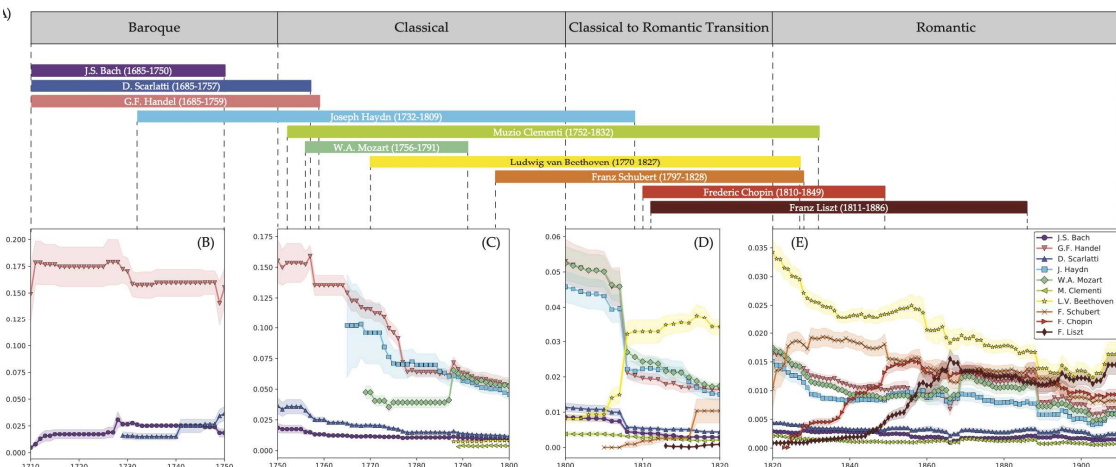 A)
Baroque Classical Classical to Romantic Transition Romantic
J.S. Bach (1685-1750)
D. Scarlatti (1685-1757)
G.F. Handel (1685-1759)
Joseph Haydn (1732-1809)
Muzio Clementi (1752-1832)
W.A. Mozart (1756-1791)
Ludwig van Beethoven (1770-1827)
Franz Schubert (1797-1828)
Frederic Chopin (1810-1849)
Franz Liszt (1811-1886)
(B)
0.200
0.175
0.150
0.125
0.100
0.075
0.050
0.025
0.000
1710 1720 1730 1740 1750
(C)
0.175
0.150
0.125
0.100
0.075
0.050
0.025
0.000
1750 1760 1770 1780 1790 1800
(D)
0.06
0.05
0.04
0.03
0.02
0.01
0.00
1800 1810 1820
(E)
0.035
0.030
0.025
0.020
0.015
0.010
0.005
0.000
1820 1840 1860 1880 1900
J.S. Bach
G.F. Handel
D. Scarlatti
J. Haydn
W.A. Mozart
M. Clementi
L.V. Beethoven
F. Schubert
F. Chopin
F. Liszt